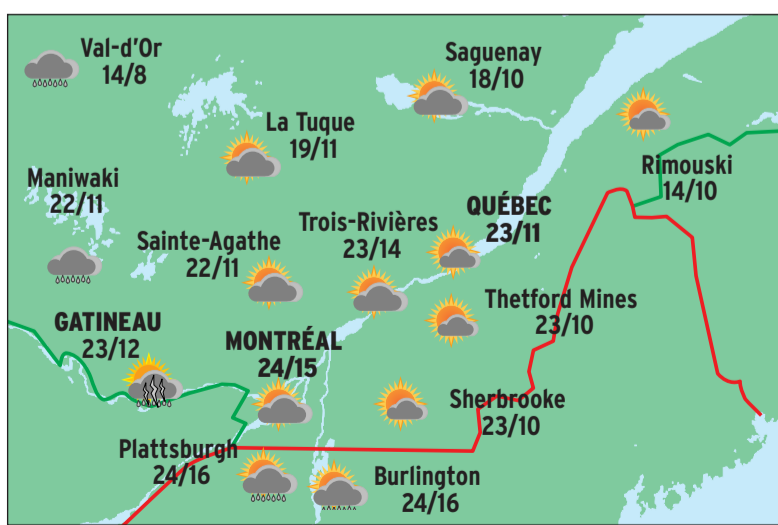 Val-d'Or
14/8
Saguenay
18/10
La Tuque
19/11
Rimouski
14/10
Maniwaki
22/11
QUÉBEC
23/11
Trois-Rivières
23/14
Sainte-Agathe
22/11
Thetford Mines
23/10
GATINEAU
23/12
MONTRÉAL
24/15
Sherbrooke
23/10
Plattsburgh
24/16
Burlington
24/16